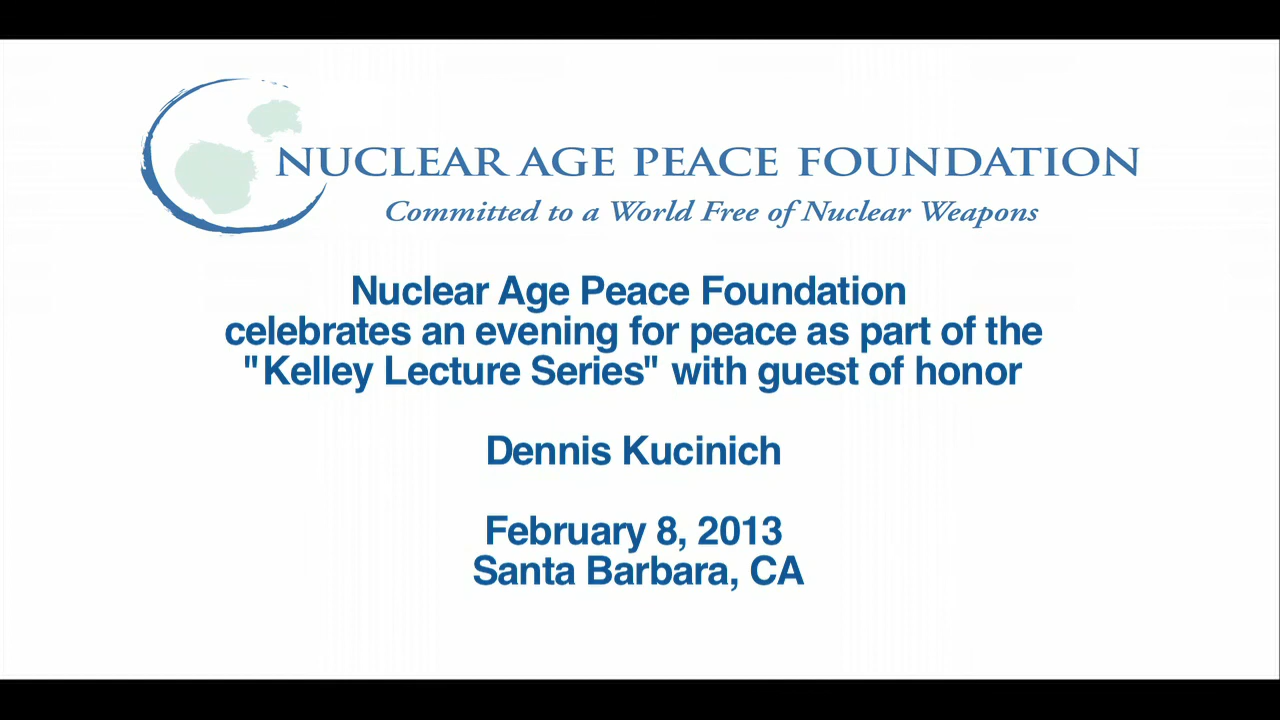 NUCLEAR AGE PEACE FOUNDATION
Committed to a World Free of Nuclear Weapons
Nuclear Age Peace Foundation
celebrates an evening for peace as part of the
"Kelley Lecture Series" with guest of honor
Dennis Kucinich
February 8, 2013
Santa Barbara, CA